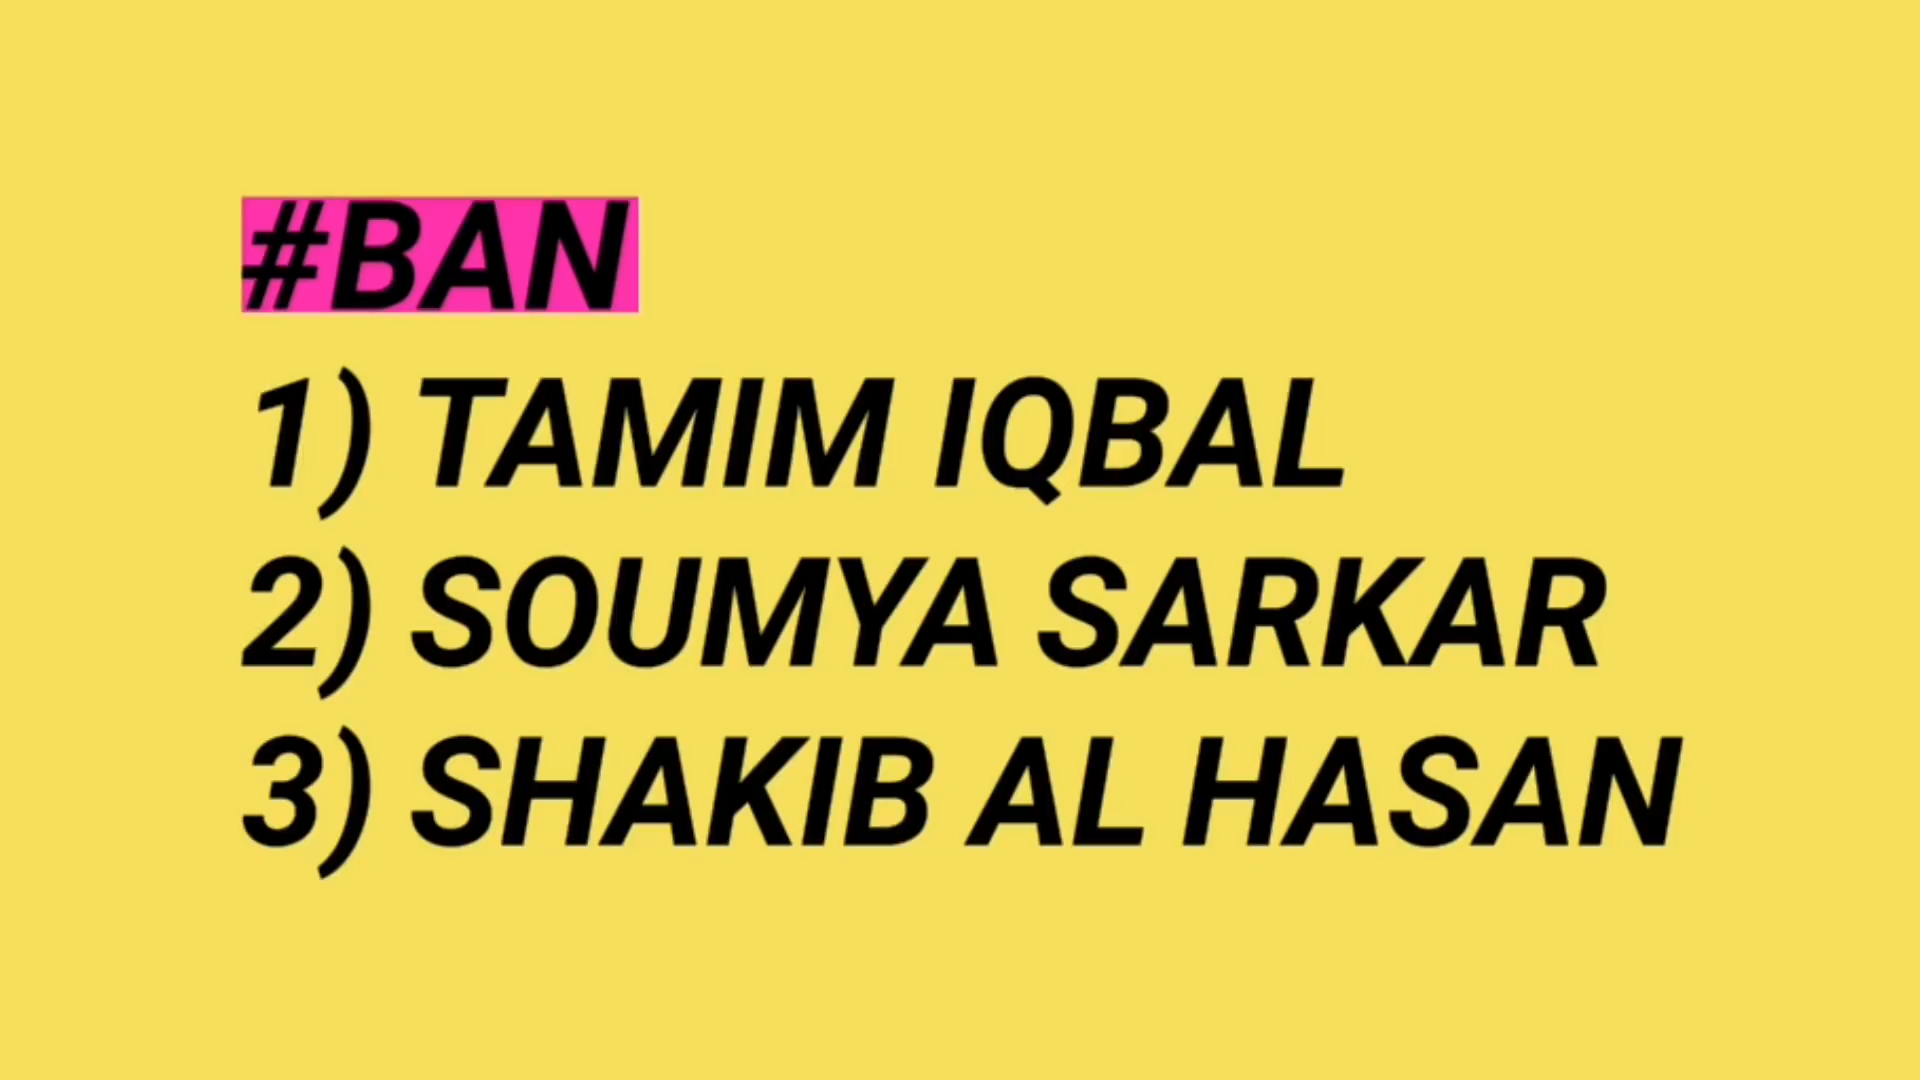 #BAN
1) TAMIM IQBAL
2) SOUMYA SARKAR
3) SHAKIB AL HASAN